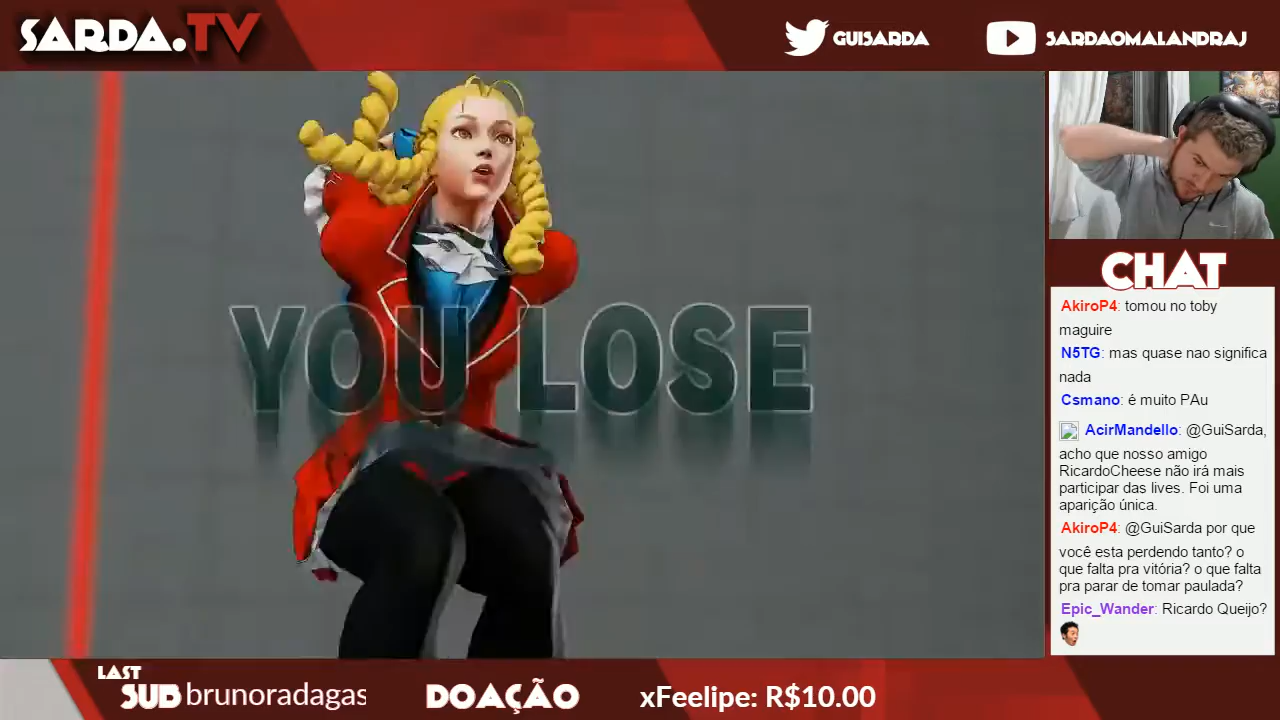 SARDA.TV
GUISARDA
SARDAOMALANDRAJ
YOU LOSE
CHAT
AkiroP4: tomou no toby
maguire
N5TG: mas quase nao significa
nada
Csmano: é muito PAu
AcirMandello: @GuiSarda,
acho que nosso amigo
RicardoCheese não irá mais
participar das lives. Foi uma
aparição única.
AkiroP4: @GuiSarda por que
você esta perdendo tanto? o
que falta pra vitória? o que falta
pra parar de tomar paulada?
Epic_Wander: Ricardo Queijo?
LAST
SUB brunoradagas
DOAÇÃO
xFeelipe: R$10.00